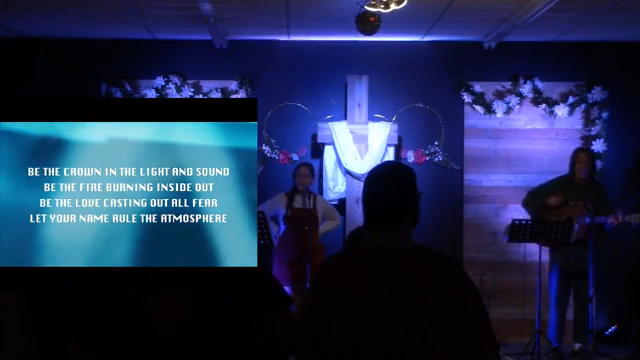 BE THE CROWN IN THE LIGHT AND SOUND
BE THE FIRE BURNING INSIDE OUT
BE THE LOVE CASTING OUT ALL FEAR
LET YOUR NAME RULE THE ATMOSPHERE